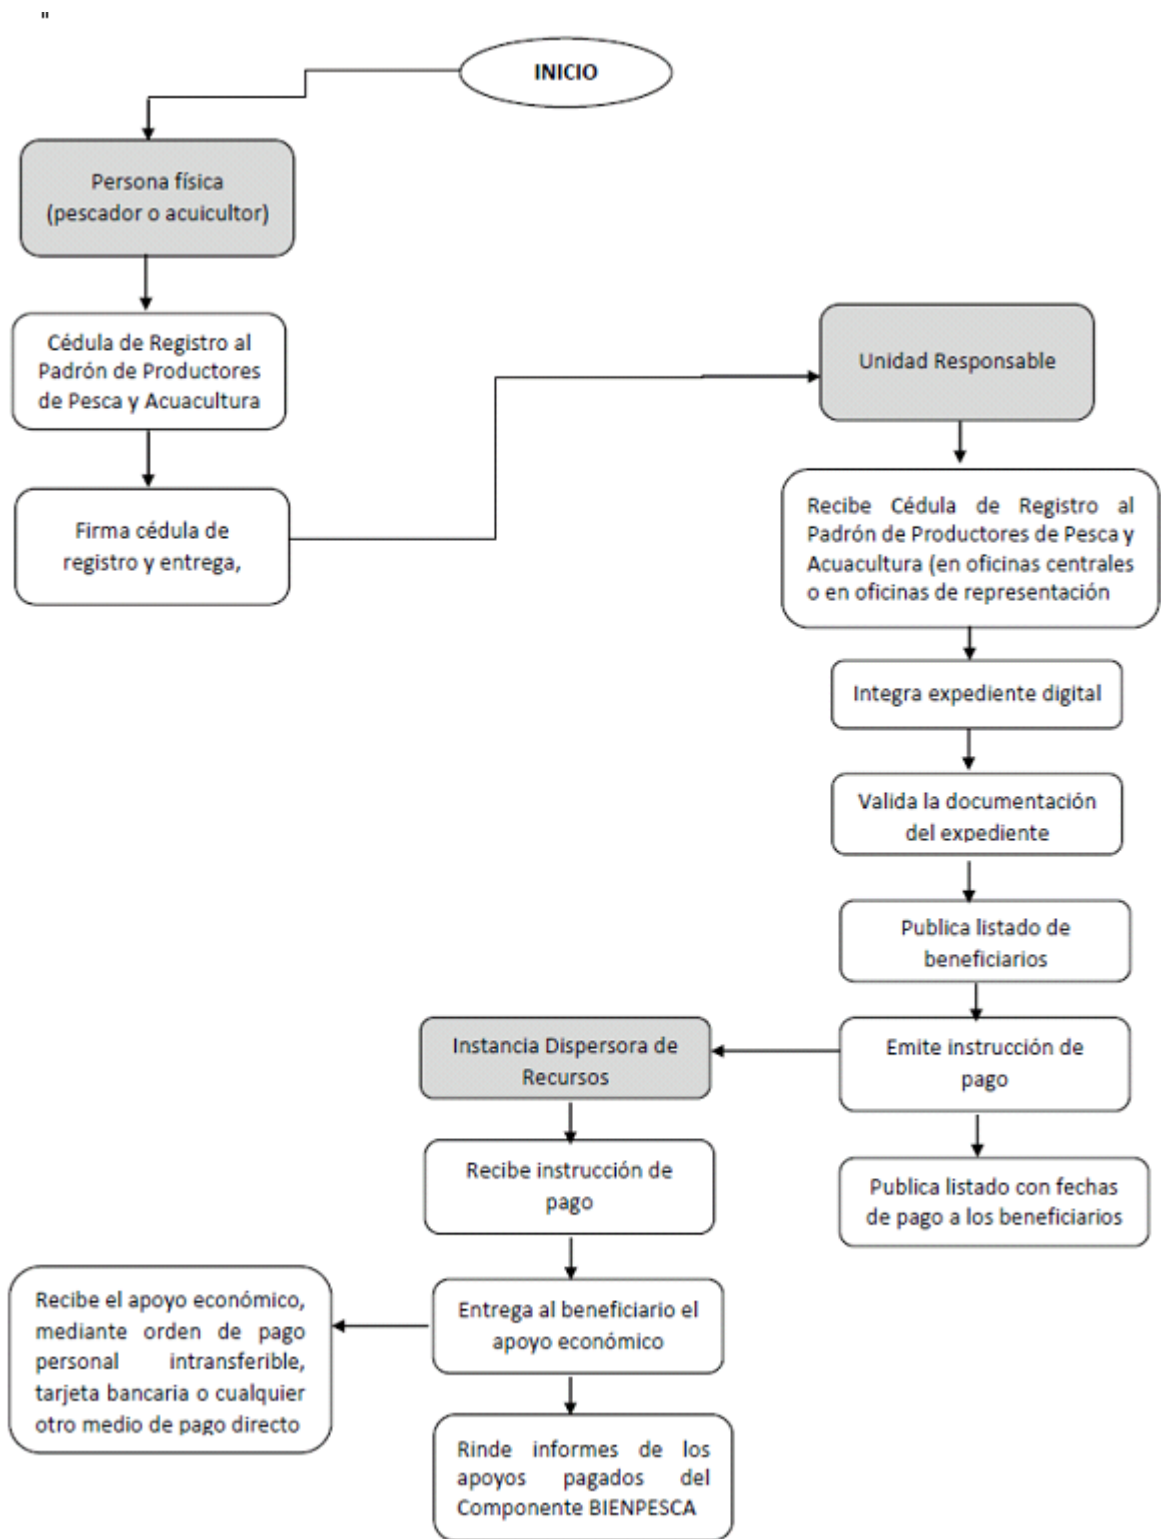 "
INICIO
Persona física
(pescador o acuicultor)
Cédula de Registro al
Padrón de Productores
de Pesca y Acuacultura
Firma cédula de
registro y entrega,
Unidad Responsable
Recibe Cédula de Registro al
Padrón de Productores de Pesca y
Acuacultura (en oficinas centrales
o en oficinas de representación
Integra expediente digital
Valida la documentación
del expediente
Publica listado de
beneficiarios
Emite instrucción de
pago
Publica listado con fechas
de pago a los beneficiarios
Instancia Dispersora de
Recursos
Recibe instrucción de
pago
Entrega al beneficiario el
apoyo económico
Recibe el apoyo económico,
mediante orden de pago
personal intransferible,
tarjeta bancaria o cualquier
otro medio de pago directo
Rinde informes de los
apoyos pagados del
Componente BIENPESCA